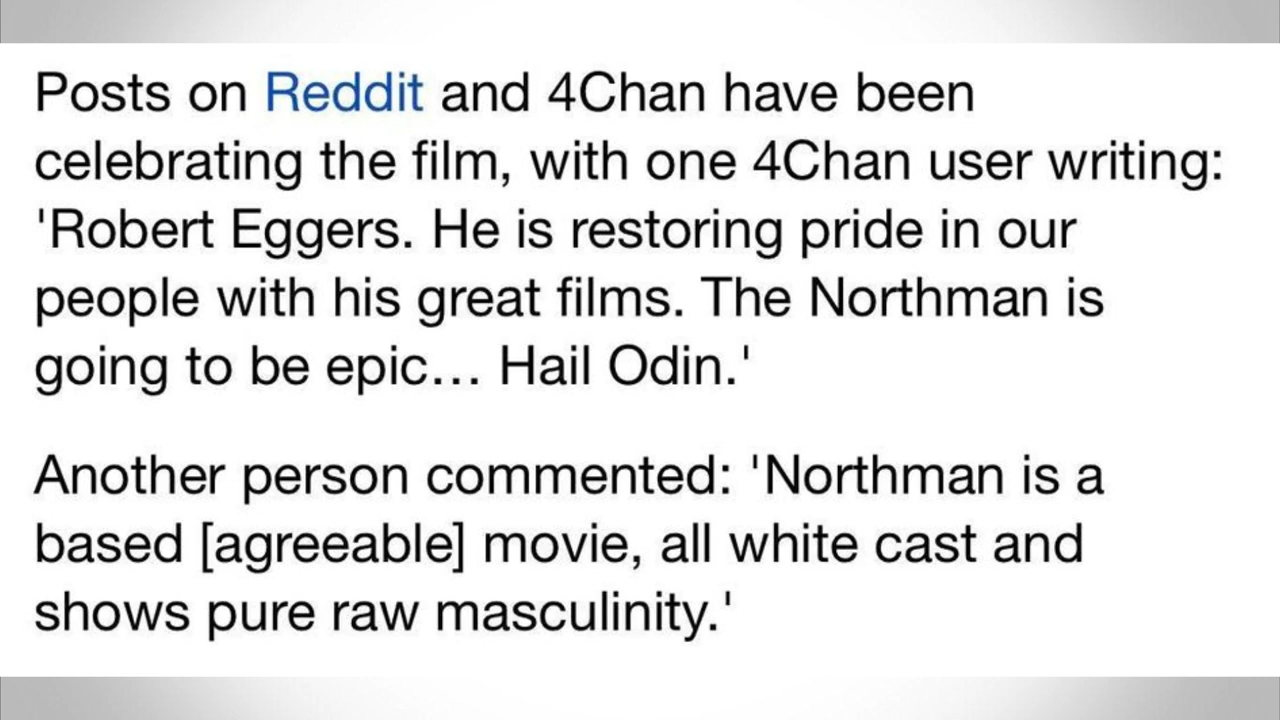 Posts on Reddit and 4Chan have been
celebrating the film, with one 4Chan user writing:
'Robert Eggers. He is restoring pride in our
people with his great films. The Northman is
going to be epic… Hail Odin.'
Another person commented: 'Northman is a
based [agreeable] movie, all white cast and
shows pure raw masculinity.'